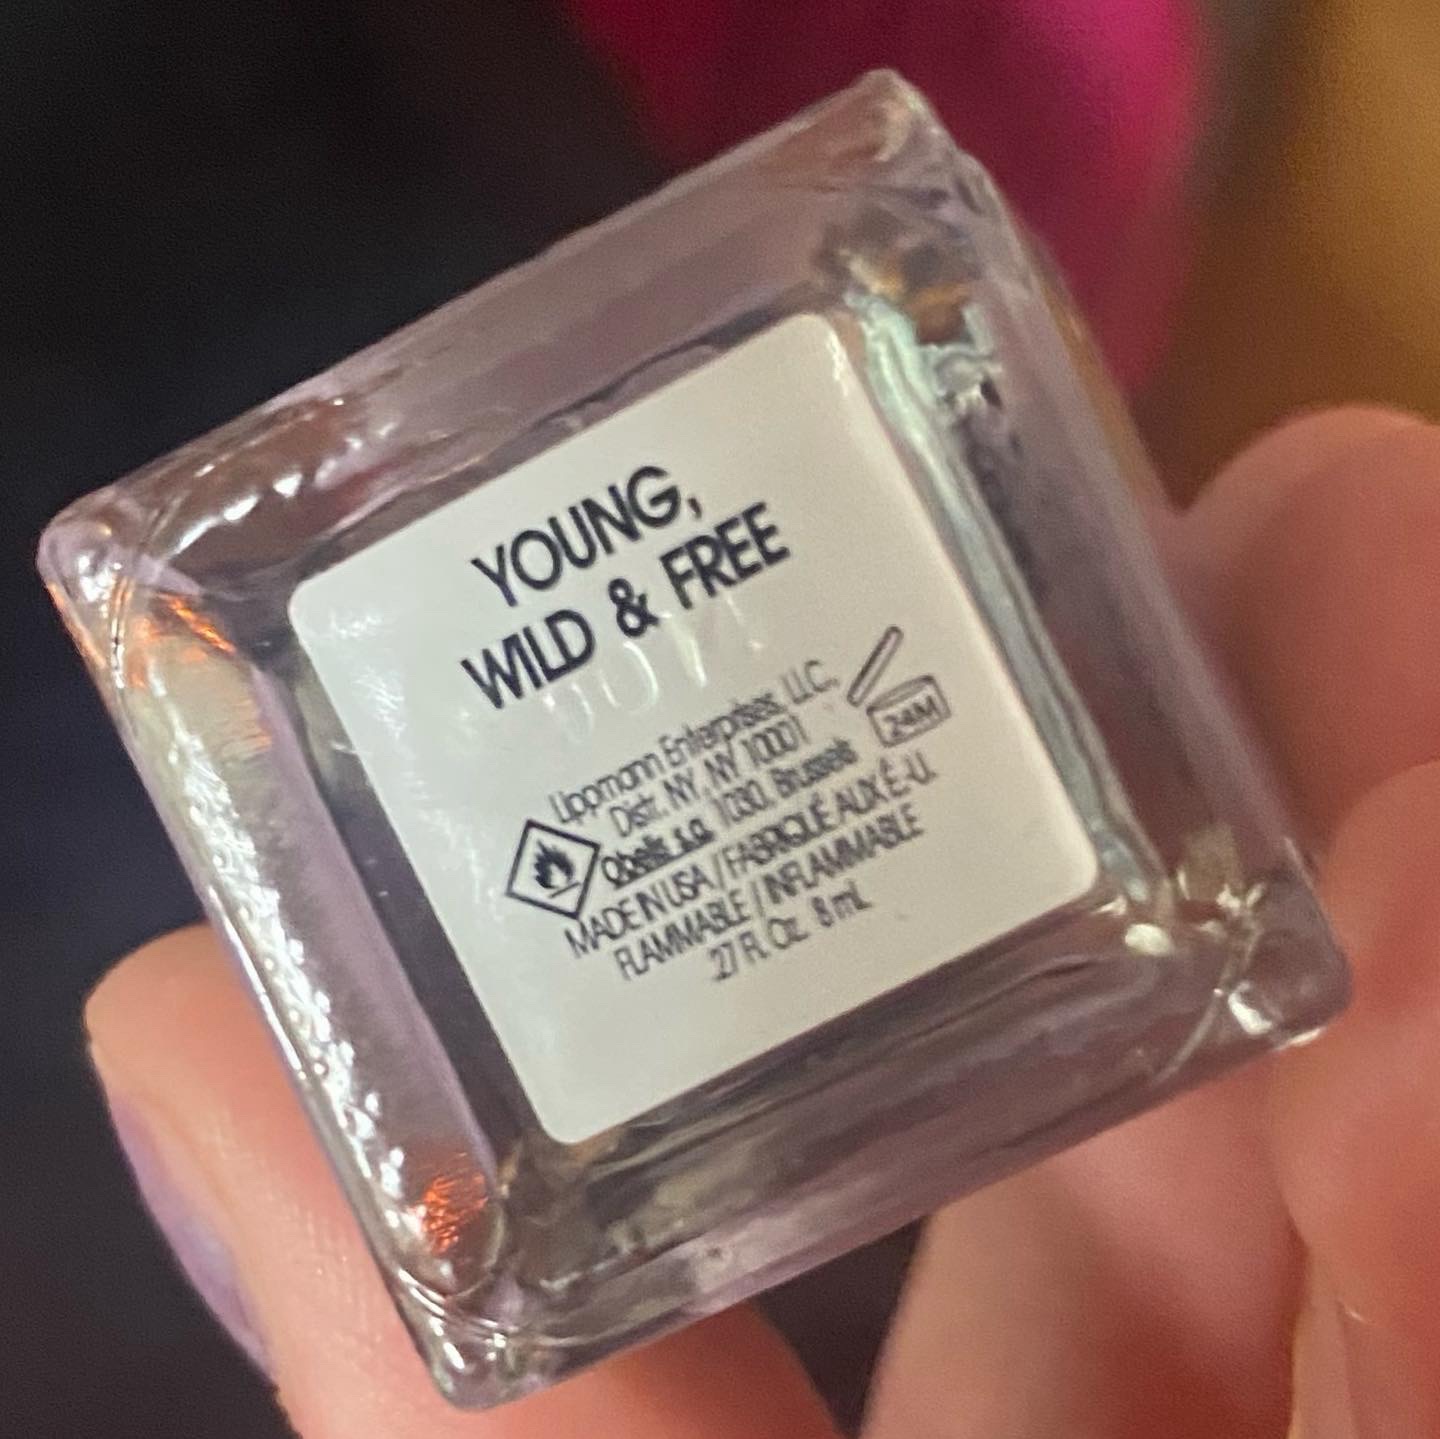 YOUNG,
WILD & FREE
Lippmann Enterprises, LLC.,
Distr. NY, NY 10001
Obelis s.a. 1030, Brussels
24M
MADE IN USA / FABRIQUÉ AUX É.-U.
FLAMMABLE / INFLAMMABLE
.27 Fl. Oz. 8 mL